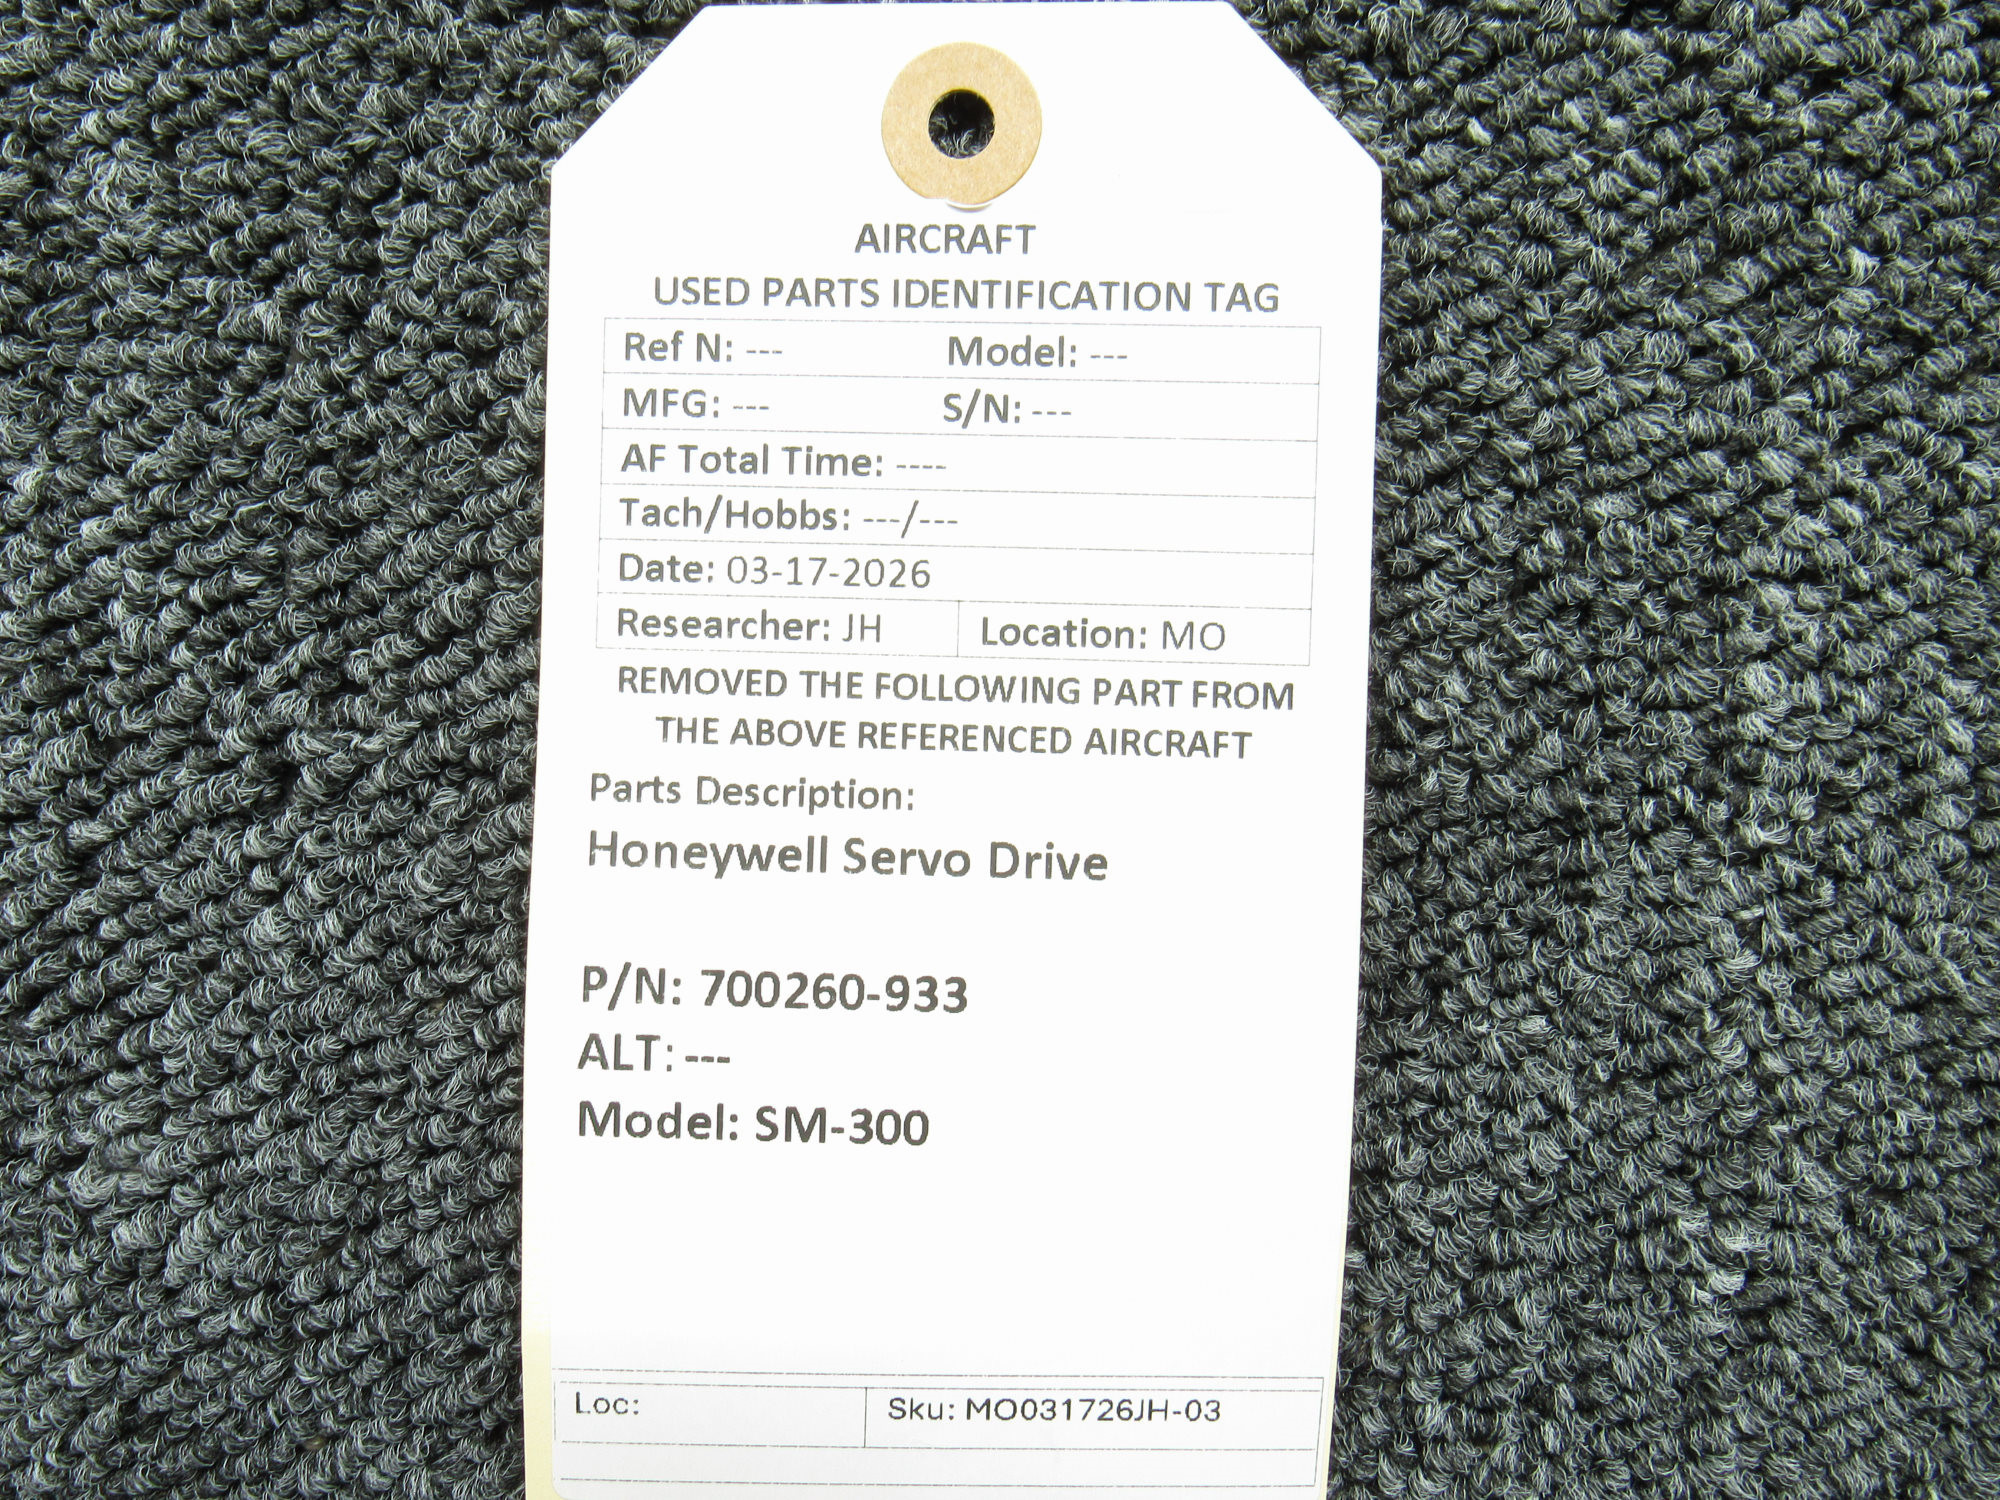 AIRCRAFT
USED PARTS IDENTIFICATION TAG
Ref N: --- Model: ---
MFG: --- S/N: ---
AF Total Time: ----
Tach/Hobbs: ---/---
Date: 03-17-2026
Researcher: JH Location: MO
REMOVED THE FOLLOWING PART FROM
THE ABOVE REFERENCED AIRCRAFT
Parts Description:
Honeywell Servo Drive
P/N: 700260-933
ALT: ---
Model: SM-300
Loc: Sku: MO031726JH-03